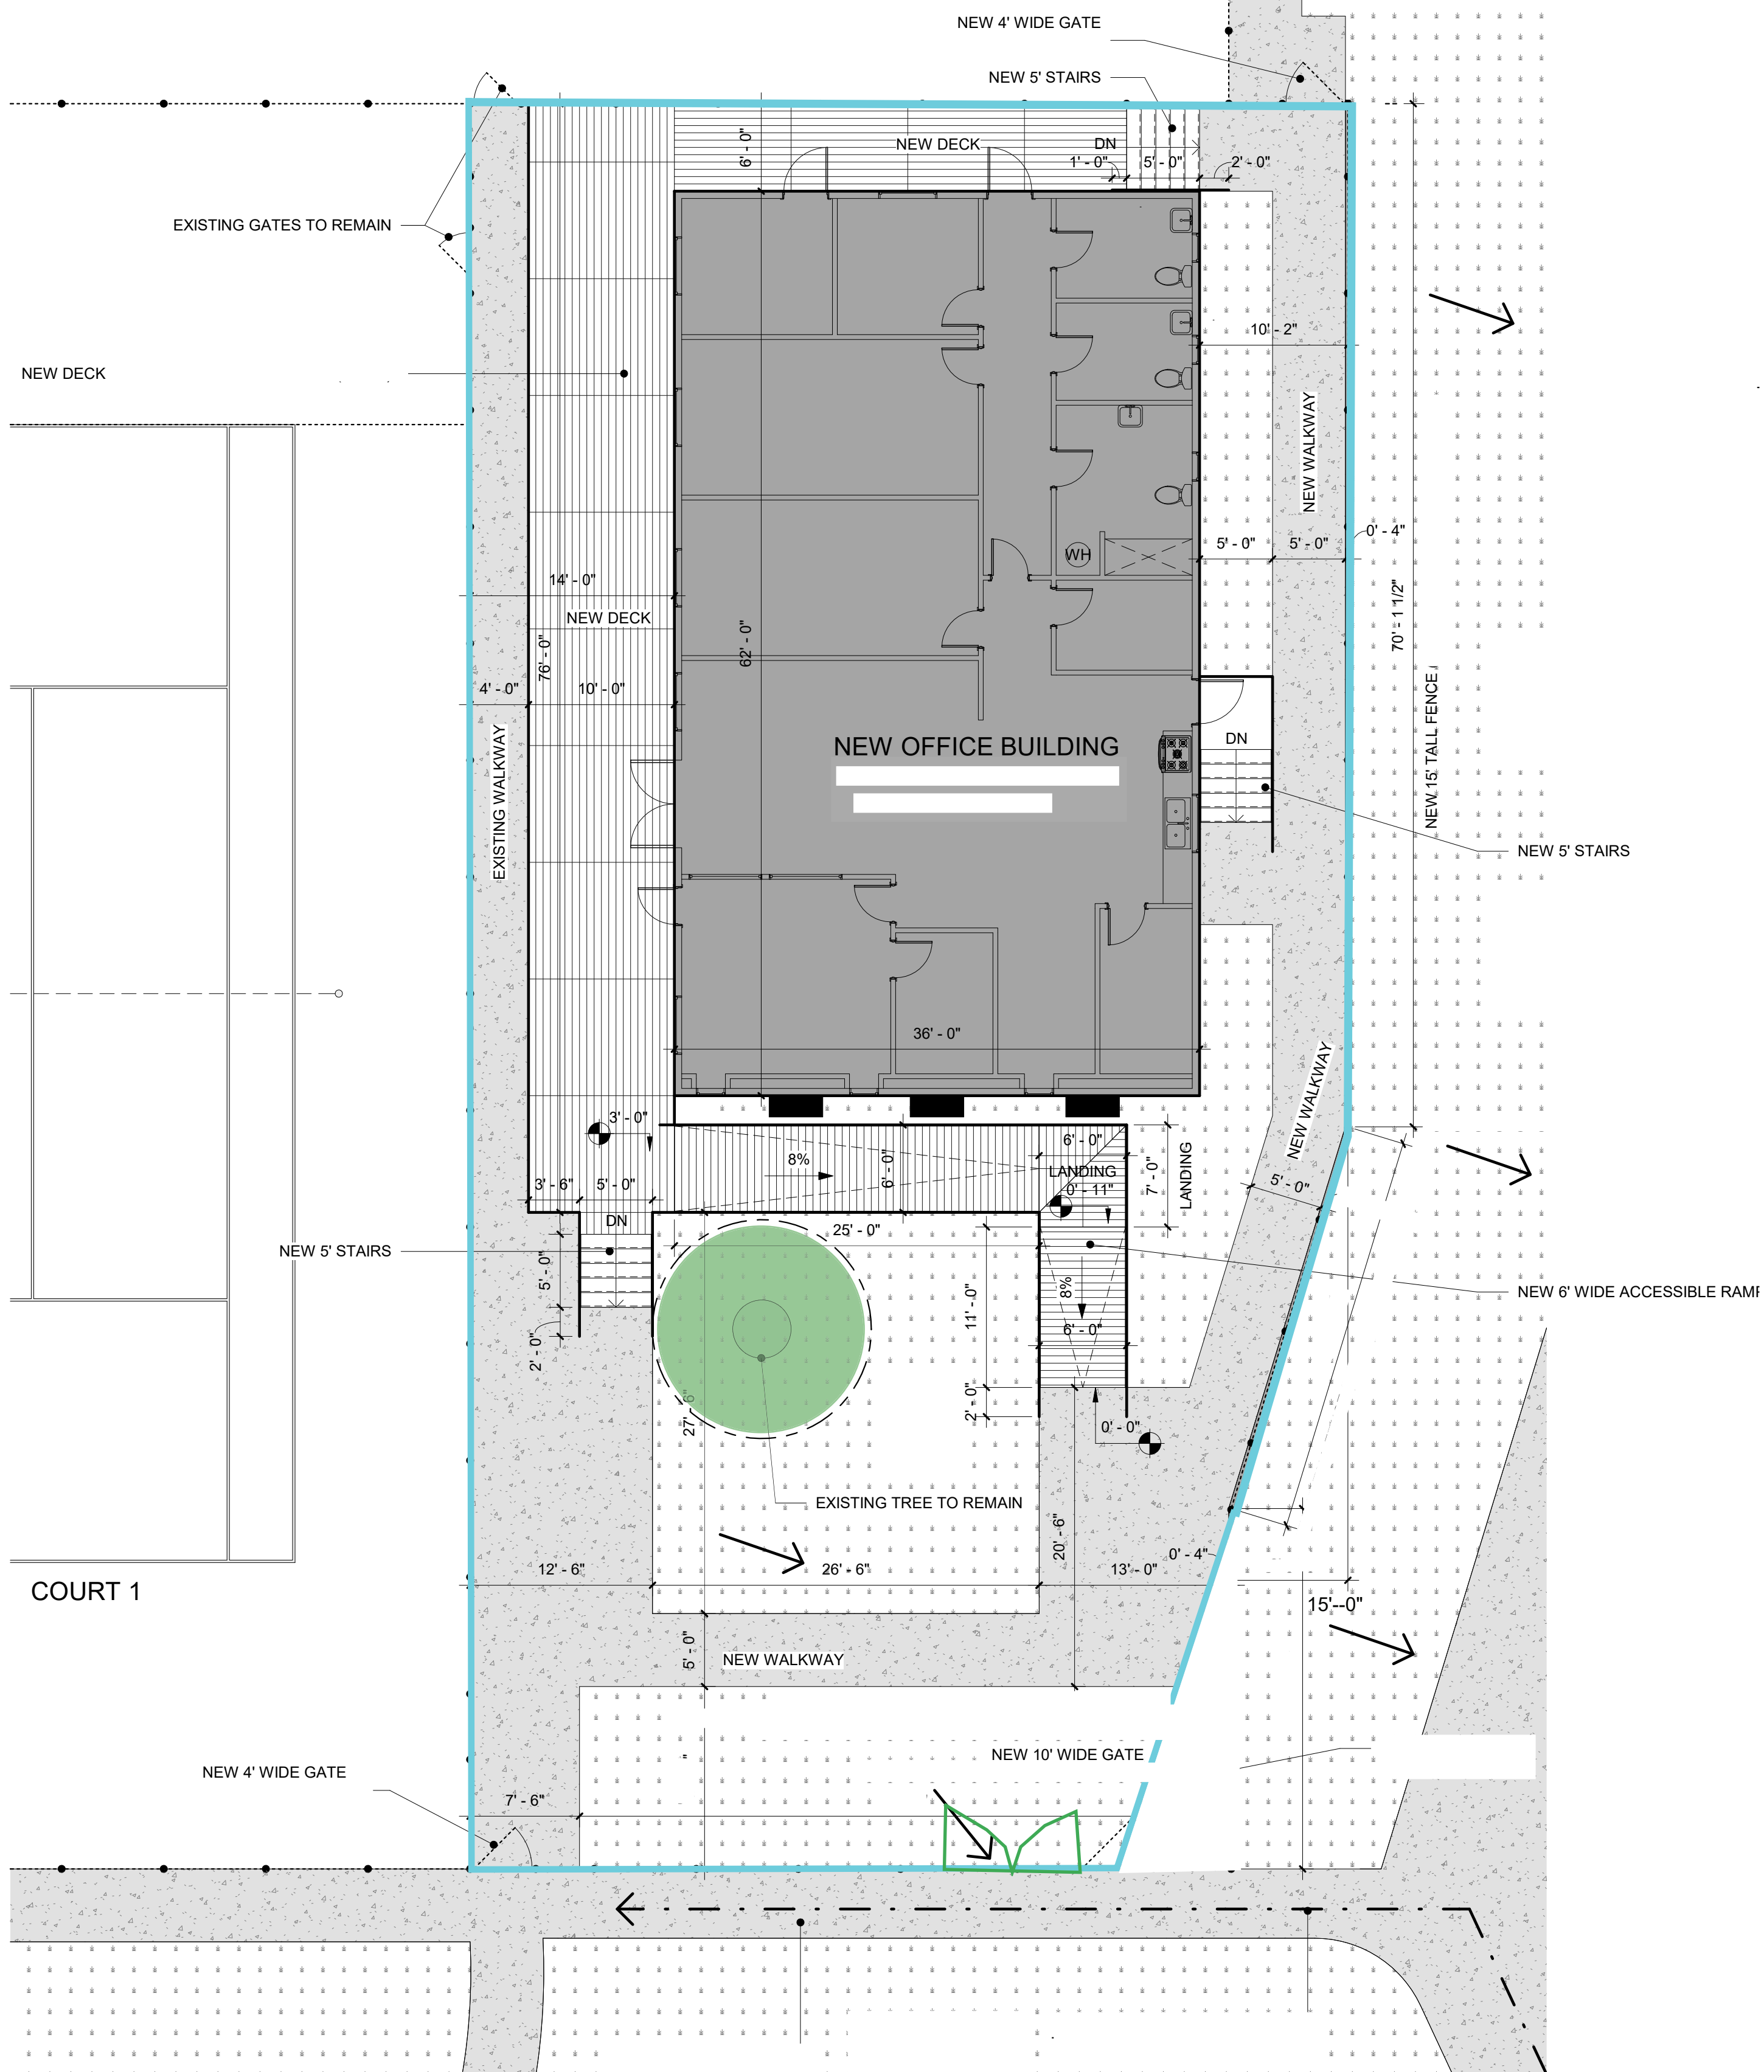 NEW 4' WIDE GATE
NEW 5' STAIRS
NEW DECK
DN
6' - 0"
1' - 0"
5' - 0"
2' - 0"
EXISTING GATES TO REMAIN
10' - 2"
NEW DECK
NEW WALKWAY
0' - 4"
5' - 0"
5' - 0"
WH
14' - 0"
NEW DECK
70' - 1 1/2"
62' - 0"
76' - 0"
4' - 0"
10' - 0"
NEW 15' TALL FENCE
EXISTING WALKWAY
NEW OFFICE BUILDING
DN
NEW 5' STAIRS
36' - 0"
NEW WALKWAY
3' - 0"
6' - 0"
8%
6' - 0"
LANDING
0' - 11"
7' - 0"
LANDING
5' - 0"
3' - 6"
5' - 0"
DN
25' - 0"
NEW 5' STAIRS
5' - 0"
8%
11' - 0"
NEW 6' WIDE ACCESSIBLE RAMP
6' - 0"
2' - 0"
2' - 0"
27' - 6"
0' - 0"
EXISTING TREE TO REMAIN
20' - 6"
0' - 4"
12' - 6"
26' - 6"
13' - 0"
COURT 1
15'--0"
5' - 0"
NEW WALKWAY
"
NEW 10' WIDE GATE
NEW 4' WIDE GATE
7' - 6"